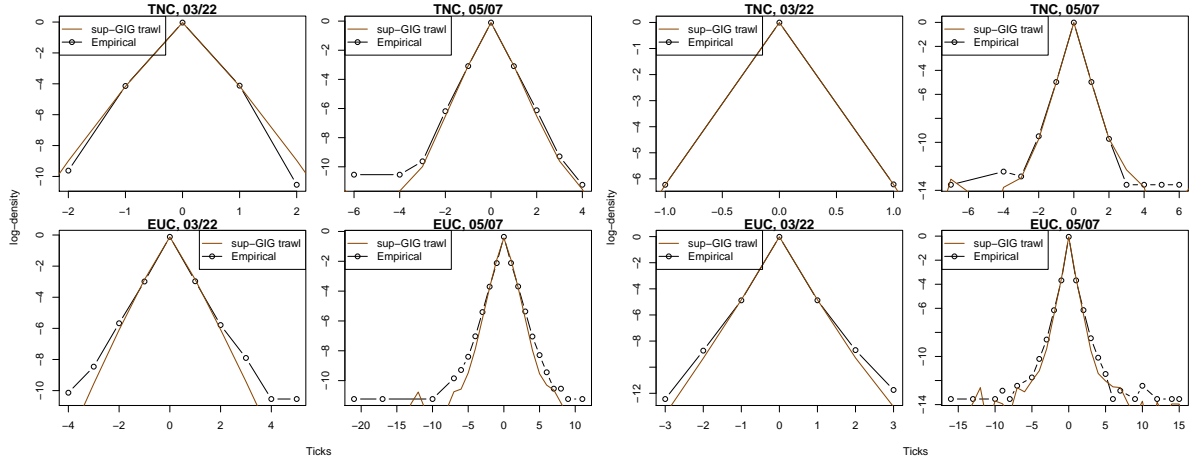 TNC, 03/22
sup−GIG trawl
Empirical
0
−2
−4
−6
−8
−10
−2 −1 0 1 2
TNC, 05/07
sup−GIG trawl
Empirical
0
−2
−4
−6
−8
−10
−6 −4 −2 0 2 4
EUC, 03/22
sup−GIG trawl
Empirical
0
−2
−4
−6
−8
−10
−4 −2 0 2 4
EUC, 05/07
sup−GIG trawl
Empirical
0
−2
−4
−6
−8
−10
−20 −15 −10 −5 0 5 10
log−density
Ticks
TNC, 03/22
sup−GIG trawl
Empirical
0
−1
−2
−3
−4
−5
−6
−1.0 −0.5 0.0 0.5 1.0
TNC, 05/07
sup−GIG trawl
Empirical
0
−2
−4
−6
−8
−10
−14
−6 −4 −2 0 2 4 6
EUC, 03/22
sup−GIG trawl
Empirical
0
−2
−4
−6
−8
−10
−12
−3 −2 −1 0 1 2 3
EUC, 05/07
sup−GIG trawl
Empirical
0
−2
−4
−6
−8
−10
−14
−15 −10 −5 0 5 10 15
log−density
Ticks